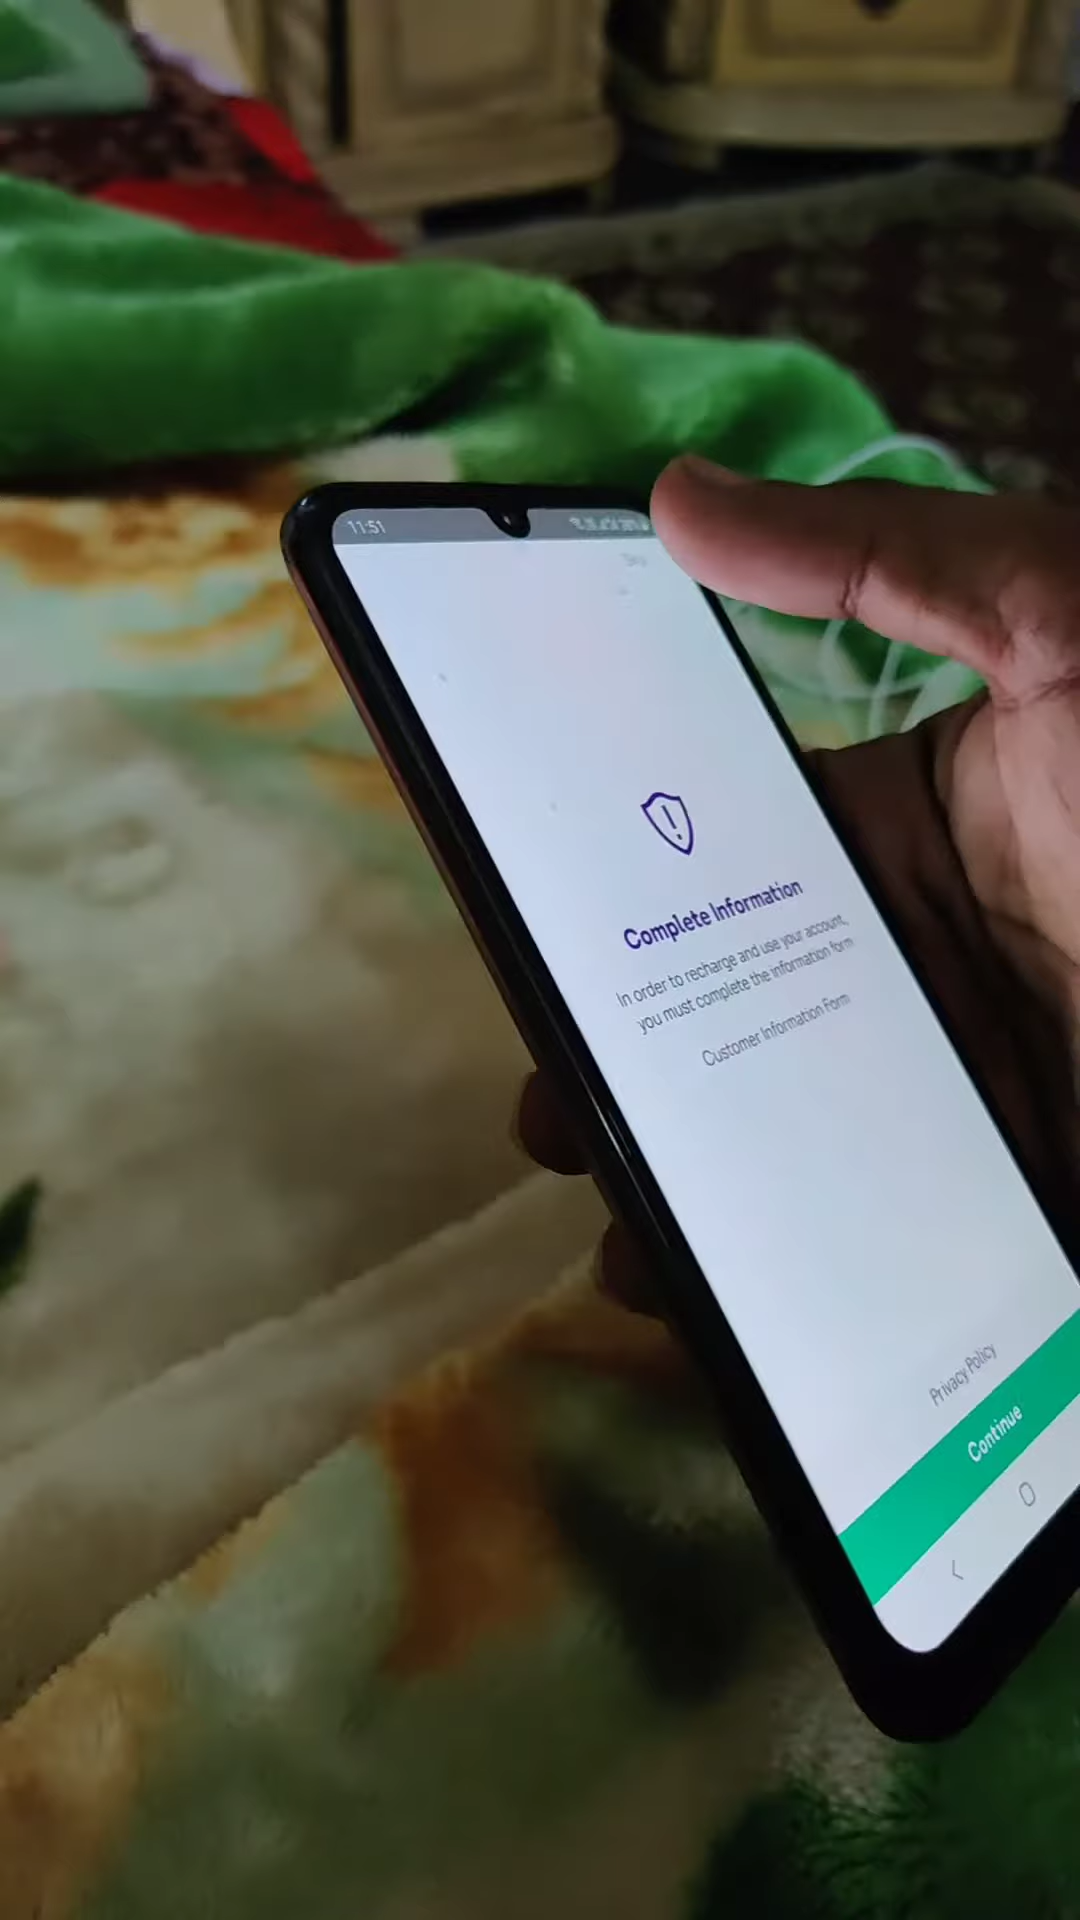 11:51
Skip
Complete Information
In order to recharge and use your account,
you must complete the information form
Customer Information Form
Privacy Policy
Continue